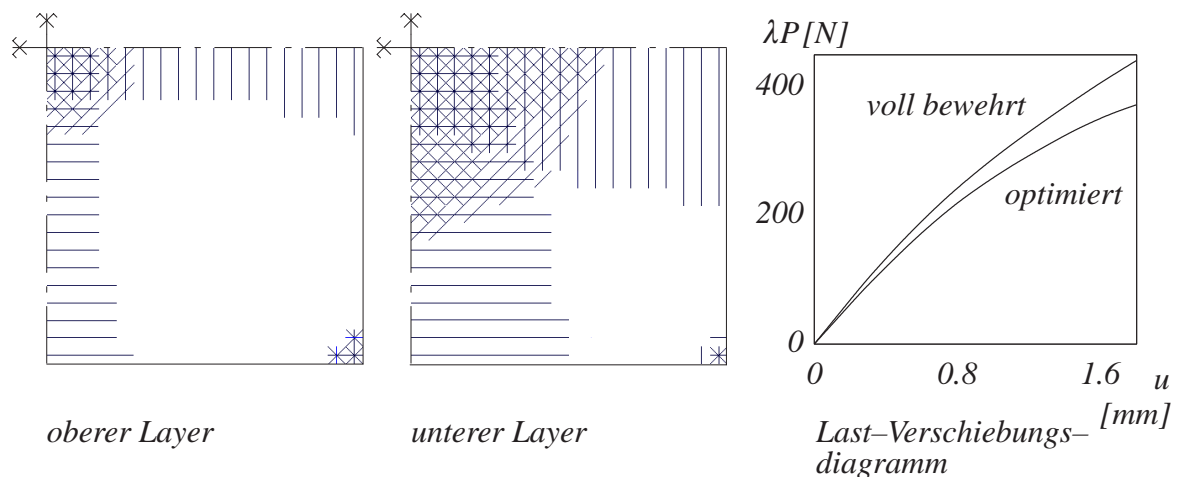 λP[N]
400
voll bewehrt
optimiert
200
0
0 0.8 1.6 u
[mm]
oberer Layer
unterer Layer
Last–Verschiebungs–
diagramm